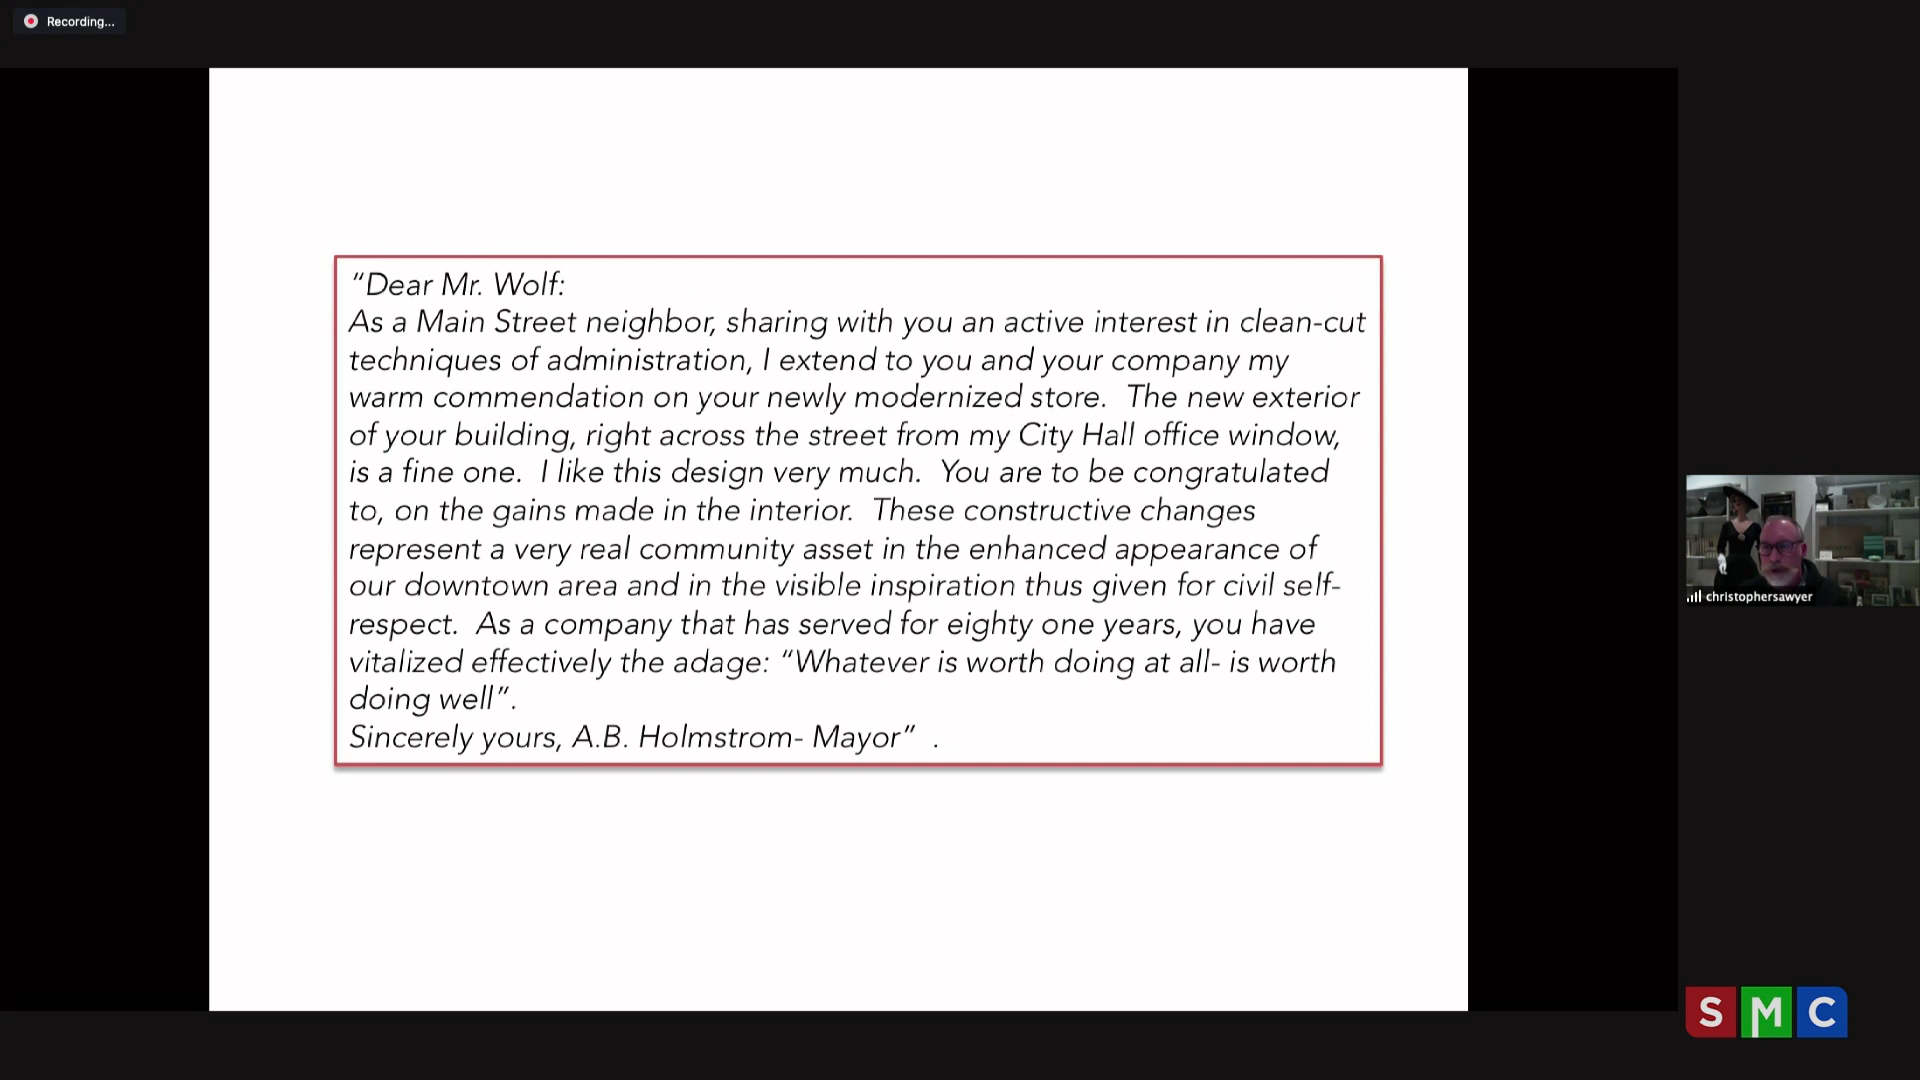 Recording...
“Dear Mr. Wolf:
As a Main Street neighbor, sharing with you an active interest in clean-cut
techniques of administration, I extend to you and your company my
warm commendation on your newly modernized store.  The new exterior
of your building, right across the street from my City Hall office window,
is a fine one.  I like this design very much.  You are to be congratulated
to, on the gains made in the interior.  These constructive changes
represent a very real community asset in the enhanced appearance of
our downtown area and in the visible inspiration thus given for civil self-
respect.  As a company that has served for eighty one years, you have
vitalized effectively the adage: “Whatever is worth doing at all- is worth
doing well”.
Sincerely yours, A.B. Holmstrom- Mayor”  .
christophersawyer
SMC